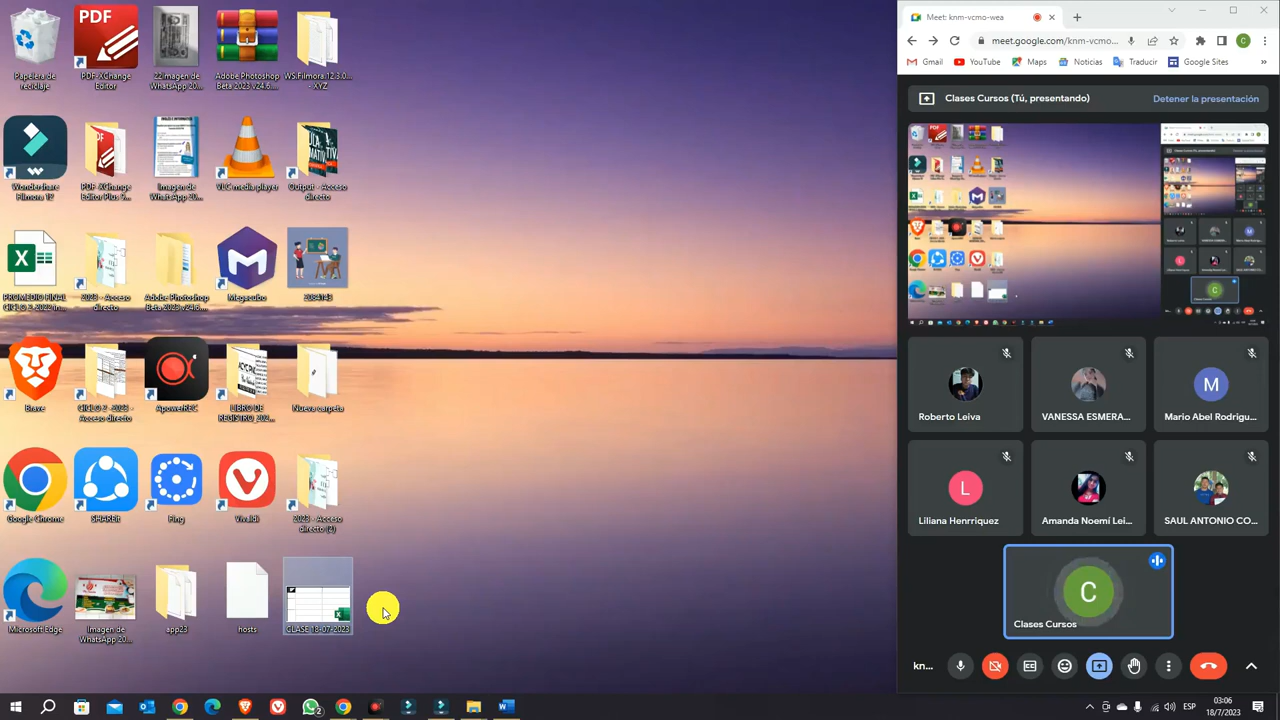 Papelera de
reciclaje
PDF
PDF-XChange
Editor
22Imagen de
WhatsApp 20...
Adobe Photoshop
Beta 2023 v24.6...
WS.Filmora.12.3.0...
- XYZ
Wondershare
Filmora 12
PDF-XChange
Editor Plus 9...
Imagen de
WhatsApp 20...
VLC media player
Output - Acceso
directo
PROMEDIO FINAL
CICLO 2-2022 in...
2023 - Acceso
directo
Adobe Photoshop
Beta 2023 v24.6...
Megacubo
2084143
Brave
CICLO 2 -2023 -
Acceso directo
ApowerREC
LIBRO DE
REGISTRO_202...
Nueva carpeta
Google Chrome
SHAREit
Fing
Vivaldi
2023 - Acceso
directo (2)
Microsoft Edge
Imagen de
WhatsApp 20...
app23
hosts
CLASE 18-07-2023
Meet: knm-vcmo-wea
meet.google.com/knm-vcmo...
C
Gmail
YouTube
Maps
Noticias
Traducir
Google Sites
»
Clases Cursos (Tú, presentando)
Detener la presentación
Roberto Leiva
VANESSA ESMERA...
M
Mario Abel Rodrigu...
L
Liliana Henrriquez
Amanda Noemí Lei...
SAUL ANTONIO CO...
C
Clases Cursos
kn...
2
ESP
03:06
18/7/2023